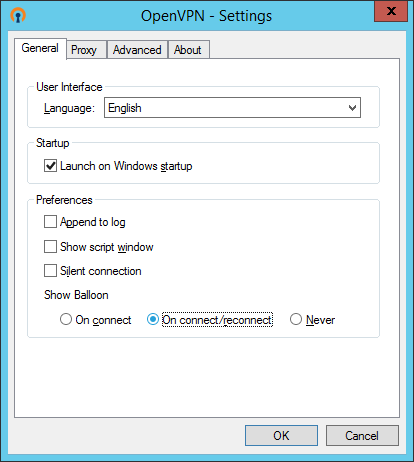 OpenVPN - Settings
x
General Proxy Advanced About
User Interface
Language: English
Startup
Launch on Windows startup
Preferences
Append to log
Show script window
Silent connection
Show Balloon
On connect On connect/reconnect Never
OK Cancel